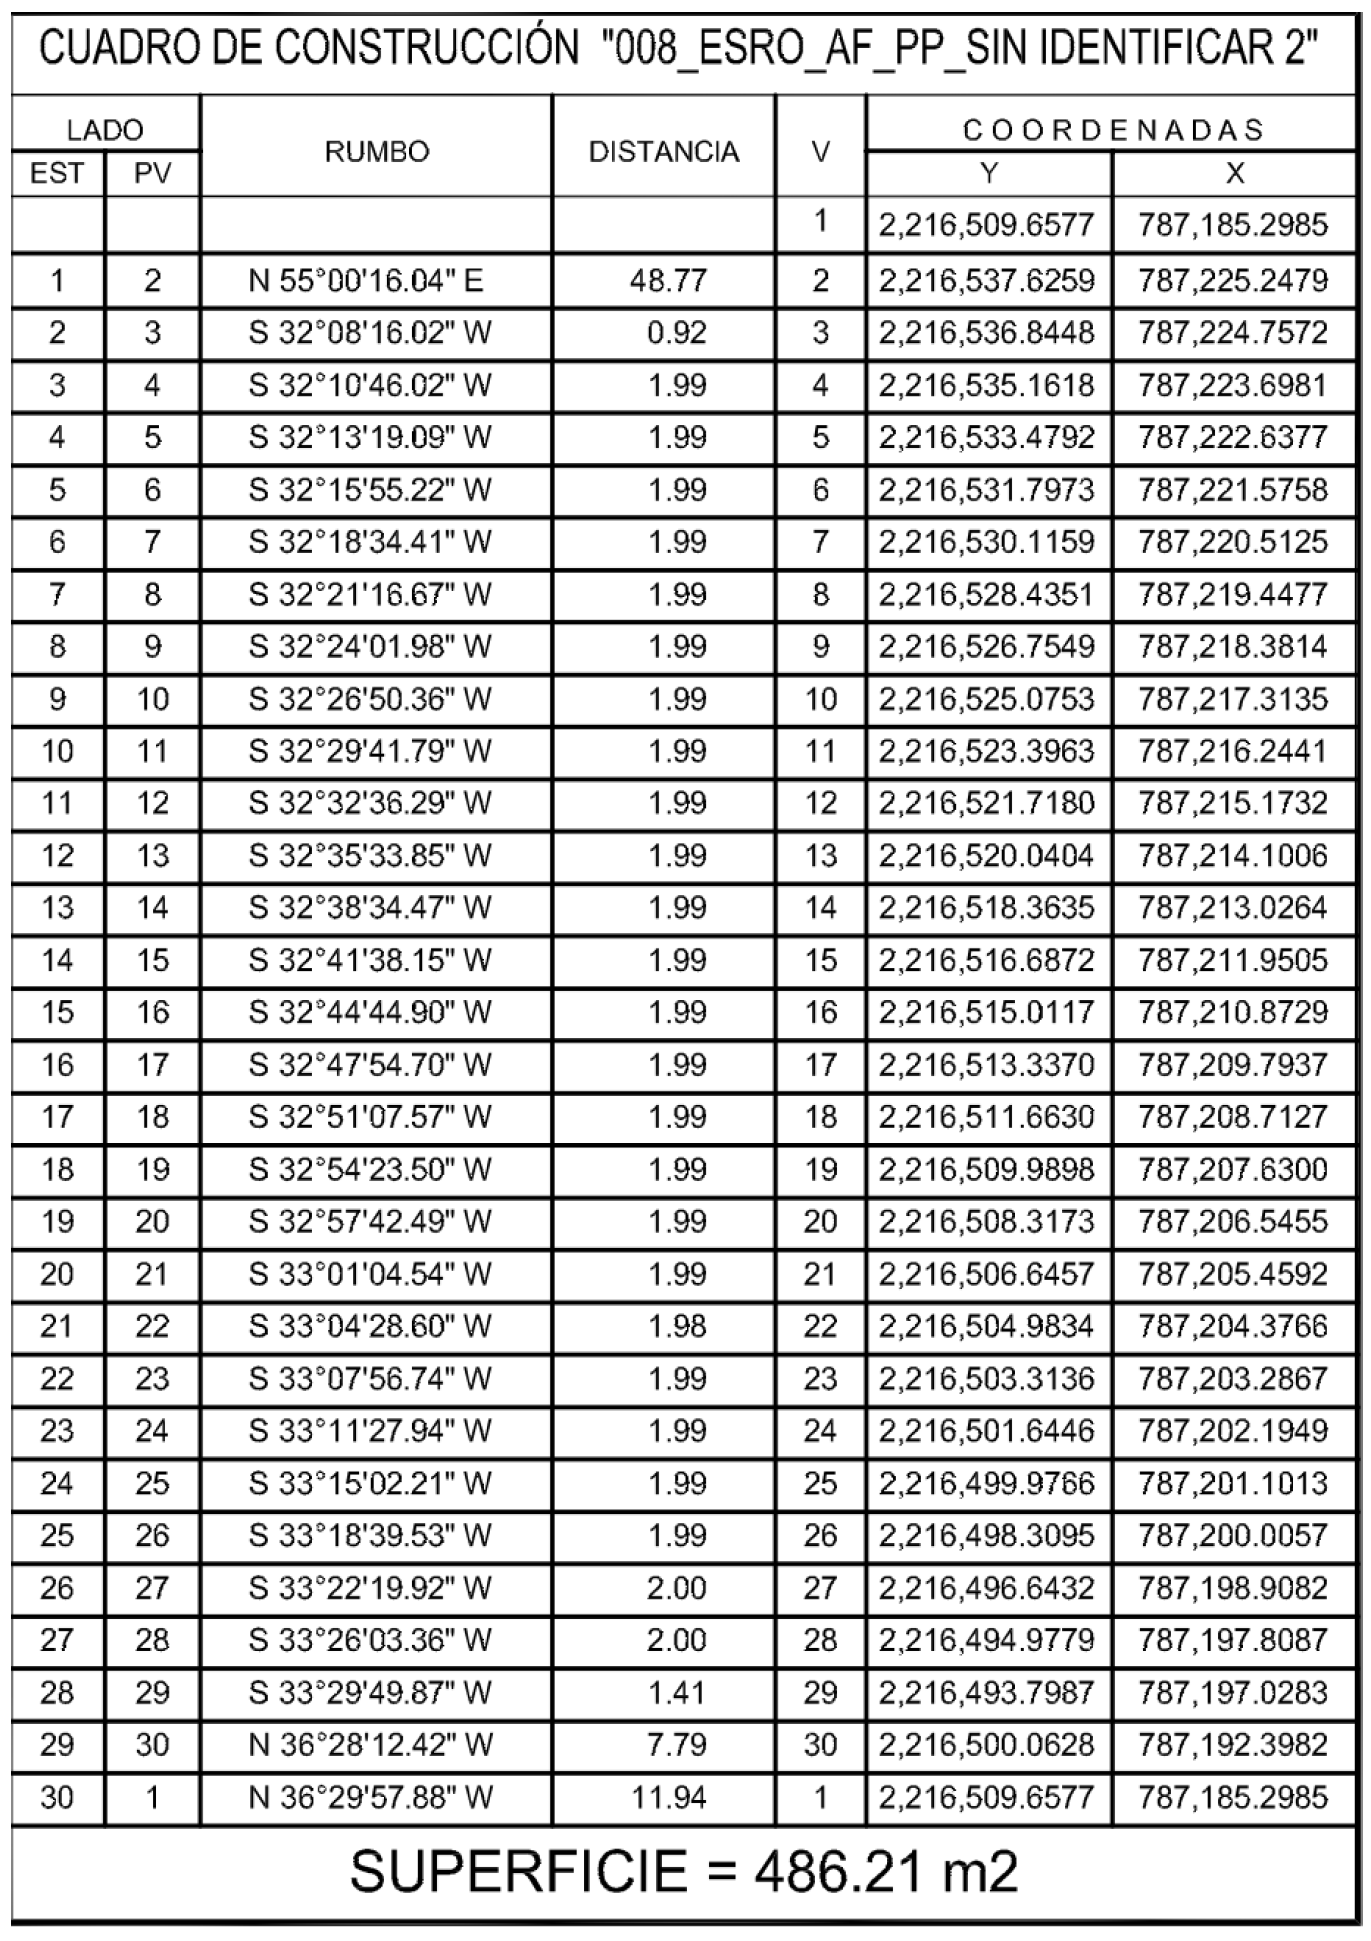 CUADRO DE CONSTRUCCIÓN "008_ESRO_AF_PP_SIN IDENTIFICAR 2"
LADO RUMBO DISTANCIA V COORDENADAS
EST PV Y X
1 2,216,509.6577 787,185.2985
1 2 N 55°00'16.04" E 48.77 2 2,216,537.6259 787,225.2479
2 3 S 32°08'16.02" W 0.92 3 2,216,536.8448 787,224.7572
3 4 S 32°10'46.02" W 1.99 4 2,216,535.1618 787,223.6981
4 5 S 32°13'19.09" W 1.99 5 2,216,533.4792 787,222.6377
5 6 S 32°15'55.22" W 1.99 6 2,216,531.7973 787,221.5758
6 7 S 32°18'34.41" W 1.99 7 2,216,530.1159 787,220.5125
7 8 S 32°21'16.67" W 1.99 8 2,216,528.4351 787,219.4477
8 9 S 32°24'01.98" W 1.99 9 2,216,526.7549 787,218.3814
9 10 S 32°26'50.36" W 1.99 10 2,216,525.0753 787,217.3135
10 11 S 32°29'41.79" W 1.99 11 2,216,523.3963 787,216.2441
11 12 S 32°32'36.29" W 1.99 12 2,216,521.7180 787,215.1732
12 13 S 32°35'33.85" W 1.99 13 2,216,520.0404 787,214.1006
13 14 S 32°38'34.47" W 1.99 14 2,216,518.3635 787,213.0264
14 15 S 32°41'38.15" W 1.99 15 2,216,516.6872 787,211.9505
15 16 S 32°44'44.90" W 1.99 16 2,216,515.0117 787,210.8729
16 17 S 32°47'54.70" W 1.99 17 2,216,513.3370 787,209.7937
17 18 S 32°51'07.57" W 1.99 18 2,216,511.6630 787,208.7127
18 19 S 32°54'23.50" W 1.99 19 2,216,509.9898 787,207.6300
19 20 S 32°57'42.49" W 1.99 20 2,216,508.3173 787,206.5455
20 21 S 33°01'04.54" W 1.99 21 2,216,506.6457 787,205.4592
21 22 S 33°04'28.60" W 1.98 22 2,216,504.9834 787,204.3766
22 23 S 33°07'56.74" W 1.99 23 2,216,503.3136 787,203.2867
23 24 S 33°11'27.94" W 1.99 24 2,216,501.6446 787,202.1949
24 25 S 33°15'02.21" W 1.99 25 2,216,499.9766 787,201.1013
25 26 S 33°18'39.53" W 1.99 26 2,216,498.3095 787,200.0057
26 27 S 33°22'19.92" W 2.00 27 2,216,496.6432 787,198.9082
27 28 S 33°26'03.36" W 2.00 28 2,216,494.9779 787,197.8087
28 29 S 33°29'49.87" W 1.41 29 2,216,493.7987 787,197.0283
29 30 N 36°28'12.42" W 7.79 30 2,216,500.0628 787,192.3982
30 1 N 36°29'57.88" W 11.94 1 2,216,509.6577 787,185.2985
SUPERFICIE = 486.21 m2